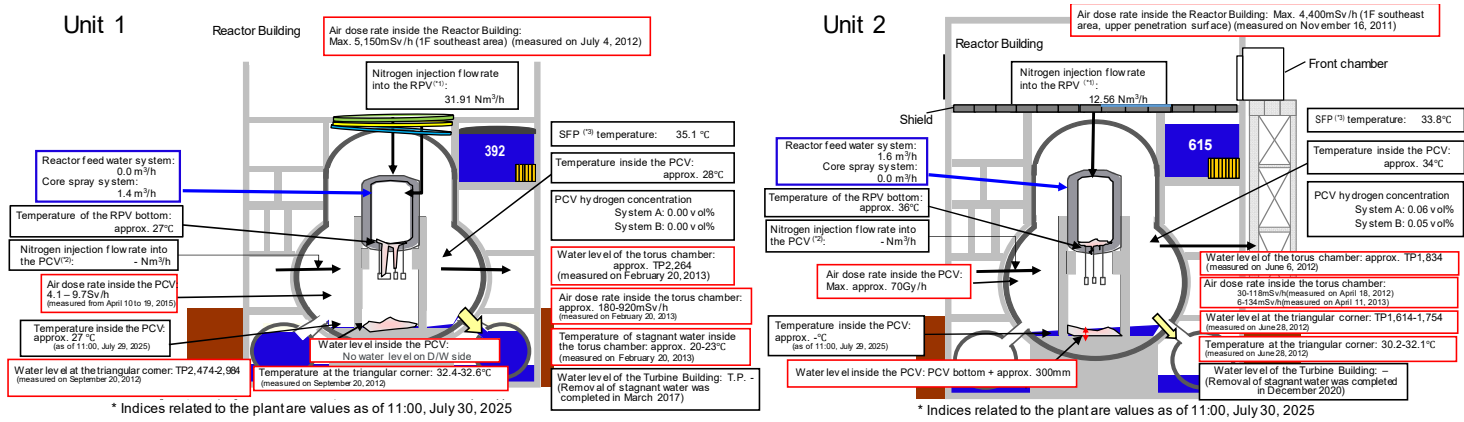 Unit 1
Reactor Building
Air dose rate inside the Reactor Building:
Max. 5,150mSv/h (1F southeast area) (measured on July 4, 2012)
Nitrogen injection flow rate
into the RPV(*1):
31.91 Nm3/h
392
SFP (*3) temperature: 35.1 ℃
Reactor feed water system:
0.0 m3/h
Core spray system:
1.4 m3/h
Temperature inside the PCV:
approx. 28℃
Temperature of the RPV bottom:
approx. 27℃
PCV hydrogen concentration
System A: 0.00 vol%
System B: 0.00 vol%
Nitrogen injection flow rate into
the PCV(*2): - Nm3/h
Water level of the torus chamber:
approx. TP2,264
(measured on February 20, 2013)
Air dose rate inside the PCV:
4.1 – 9.7Sv/h
(measured from April 10 to 19, 2015)
Air dose rate inside the torus chamber:
approx. 180-920mSv/h
(measured on February 20, 2013)
Temperature inside the PCV:
approx. 27 ℃
(as of 11:00, July 29, 2025)
Water level inside the PCV:
No water level on D/W side
Temperature of stagnant water inside
the torus chamber: approx. 20-23℃
(measured on February 20, 2013)
Water level at the triangular corner: TP2,474-2,984
(measured on September 20, 2012)
Temperature at the triangular corner: 32.4-32.6℃
(measured on September 20, 2012)
Water level of the Turbine Building: T.P. -
(Removal of stagnant water was
completed in March 2017)
* Indices related to the plant are values as of 11:00, July 30, 2025
Unit 2
Air dose rate inside the Reactor Building: Max. 4,400mSv/h (1F southeast
area, upper penetration surface) (measured on November 16, 2011)
Reactor Building
Front chamber
Nitrogen injection flow rate
into the RPV (*1):
12.56 Nm3/h
Shield
615
SFP (*3) temperature: 33.8℃
Reactor feed water system:
1.6 m3/h
Core spray system:
0.0 m3/h
Temperature inside the PCV:
approx. 34℃
Temperature of the RPV bottom:
approx. 36℃
PCV hydrogen concentration
System A: 0.06 vol%
System B: 0.05 vol%
Nitrogen injection flow rate into
the PCV(*2): - Nm3/h
Water level of the torus chamber: approx. TP1,834
(measured on June 6, 2012)
Air dose rate inside the PCV:
Max. approx. 70Gy/h
Air dose rate inside the torus chamber:
30-118mSv/h(measured on April 18, 2012)
6-134mSv/h(measured on April 11, 2013)
Temperature inside the PCV:
approx. -℃
(as of 11:00, July 29, 2025)
Water level at the triangular corner: TP1,614-1,754
(measured on June 28, 2012)
Temperature at the triangular corner: 30.2-32.1℃
(measured on June 28, 2012)
Water level inside the PCV: PCV bottom + approx. 300mm
Water level of the Turbine Building: –
(Removal of stagnant water was completed
in December 2020)
* Indices related to the plant are values as of 11:00, July 30, 2025